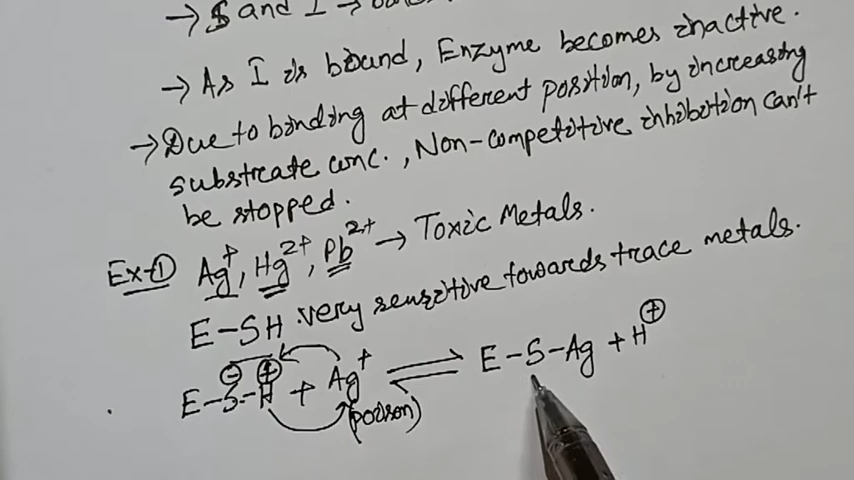 → S and I →
→ As I is bound, Enzyme becomes inactive.
→ Due to binding at different position, by increasing
substrate conc., Non-competitive inhibition can't
be stopped.
Ex-① Ag⁺, Hg²⁺, Pb²⁺ → Toxic Metals.
E-SH : very sensitive towards trace metals.
E-S-H + Ag⁺ ⇌ E-S-Ag + H⊕
⊖ ⊕
(poison)